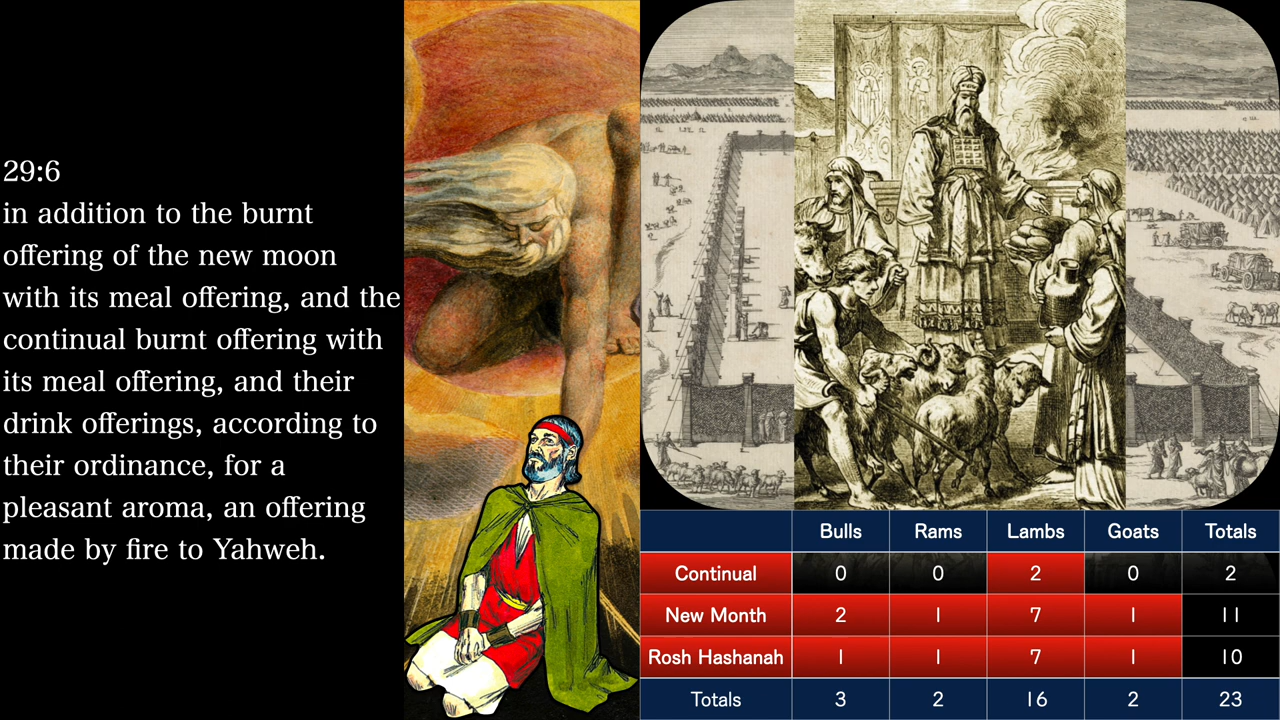 29:6
in addition to the burnt
offering of the new moon
with its meal offering, and the
continual burnt offering with
its meal offering, and their
drink offerings, according to
their ordinance, for a
pleasant aroma, an offering
made by fire to Yahweh.
Bulls Rams Lambs Goats Totals
Continual 0 0 2 0 2
New Month 2 1 7 1 11
Rosh Hashanah 1 1 7 1 10
Totals 3 2 16 2 23